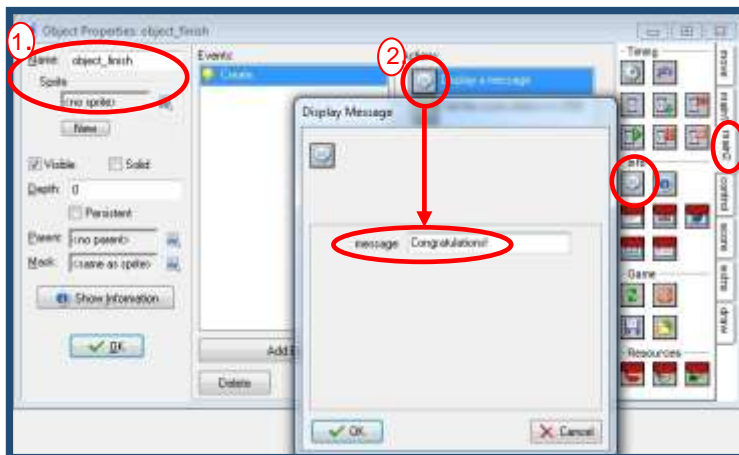 Object Properties: object_finish
1.
Name: object_finish
Sprite
<no sprite>
New
Visible
Solid
Depth: 0
Persistent
Parent: <no parent>
Mask: <same as sprite>
Show Information
OK
Events:
Create
Delete
2.
Actions:
Display a message
Display Message
message: Congratulations!
OK
Cancel
Timing
Info
Game
Resources
move
main1
main2
control
score
extra
draw